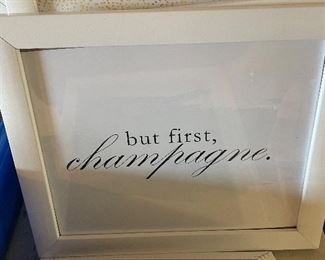 but first,
champagne.